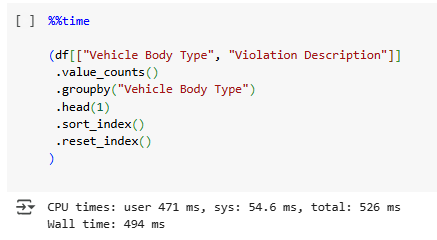 [ ] %%time
(df[["Vehicle Body Type", "Violation Description"]]
.value_counts()
.groupby("Vehicle Body Type")
.head(1)
.sort_index()
.reset_index()
)
CPU times: user 471 ms, sys: 54.6 ms, total: 526 ms
Wall time: 494 ms